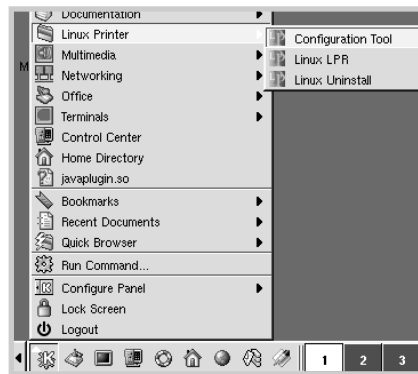 Documentation
Linux Printer
Multimedia
M
Networking
Office
Terminals
Control Center
Home Directory
javaplugin.so
Bookmarks
Recent Documents
Quick Browser
Run Command...
Configure Panel
Lock Screen
Logout
Configuration Tool
Linux LPR
Linux Uninstall
1 2 3